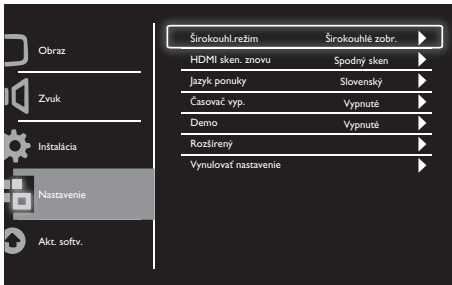 Obraz
Zvuk
Inštalácia
Nastavenie
Akt. softv.
Širokouhl.režim Širokouhlé zobr.
HDMI sken. znovu Spodný sken
Jazyk ponuky Slovenský
Časovač vyp. Vypnuté
Demo Vypnuté
Rozšírený
Vynulovať nastavenie